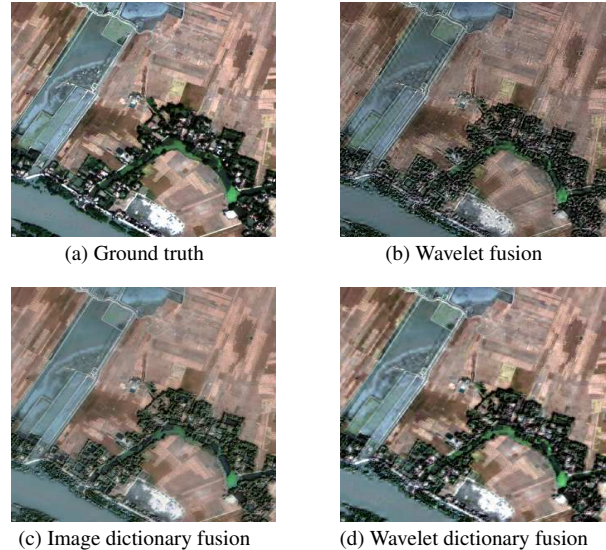 (a) Ground truth
(b) Wavelet fusion
(c) Image dictionary fusion
(d) Wavelet dictionary fusion